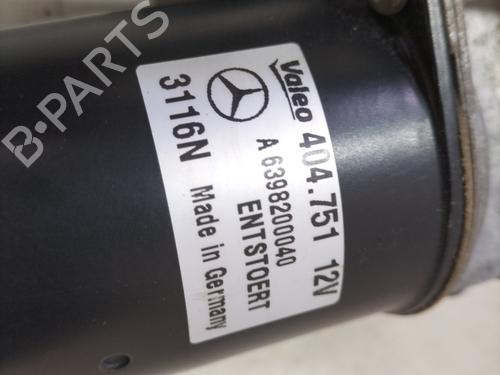 Valeo 404.751 12V
A 6398200040
ENTSTOERT
3116N Made in Germany
B-Parts